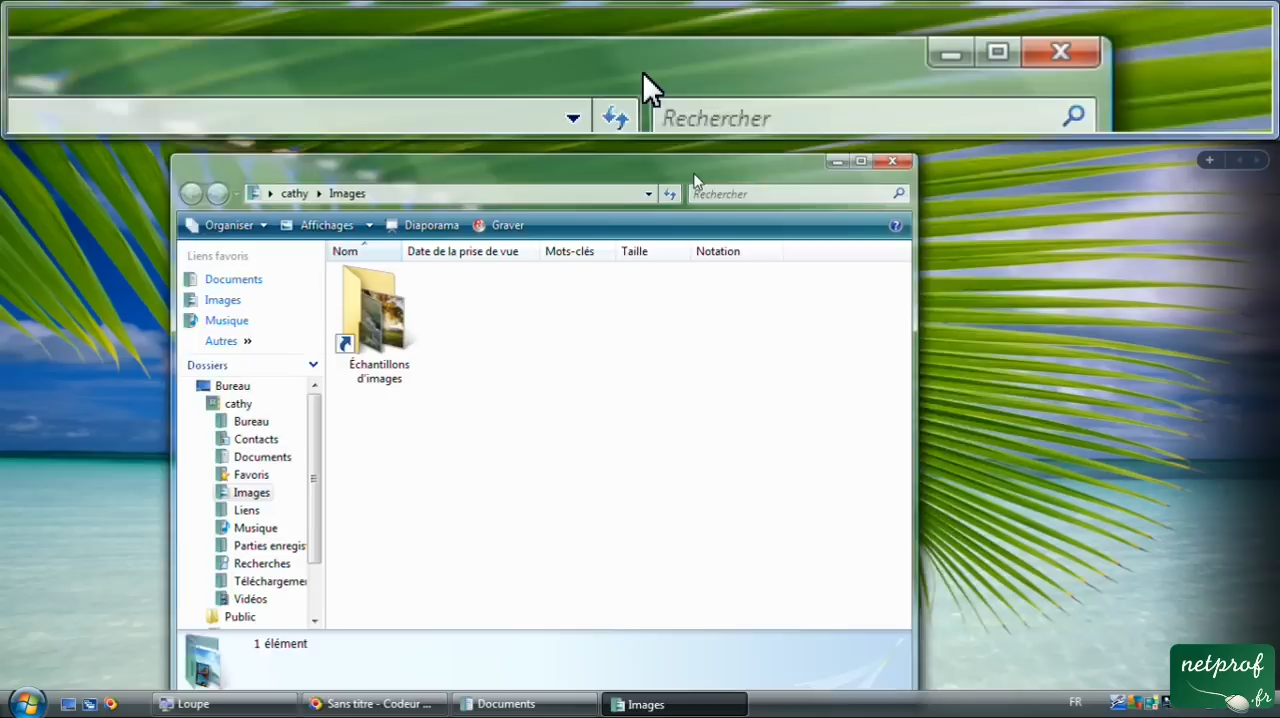 Rechercher
cathy Images
Rechercher
Organiser Affichages Diaporama Graver
Liens favoris
Documents
Images
Musique
Autres »
Dossiers
Bureau
cathy
Bureau
Contacts
Documents
Favoris
Images
Liens
Musique
Parties enregis
Recherches
Téléchargeme
Vidéos
Public
Nom Date de la prise de vue Mots-clés Taille Notation
Échantillons
d'images
1 élément
Loupe Sans titre - Codeur ... Documents Images FR
netprof
.fr